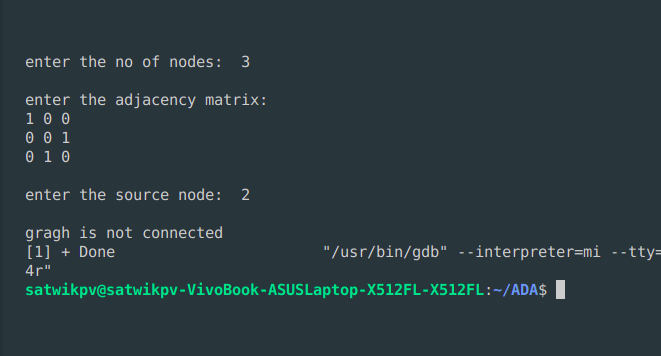 enter the no of nodes:  3
enter the adjacency matrix:
1 0 0
0 0 1
0 1 0
enter the source node:  2
gragh is not connected
[1] + Done                       "/usr/bin/gdb" --interpreter=mi --tty=
4r"
satwikpv@satwikpv-VivoBook-ASUSLaptop-X512FL-X512FL:~/ADA$